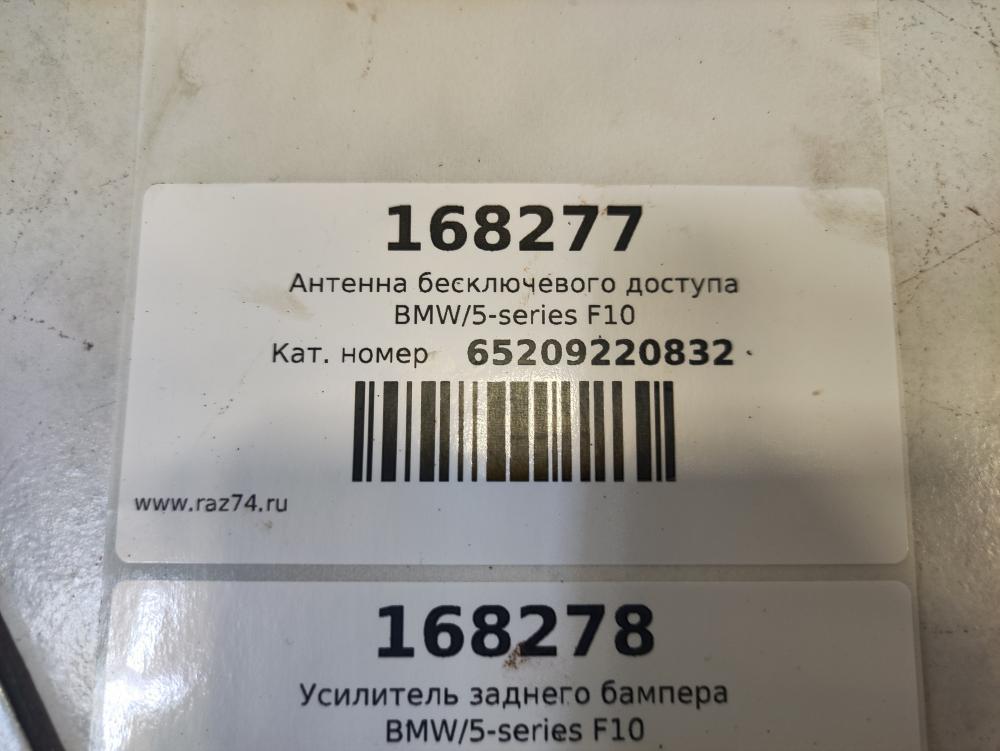 168277
Антенна бесключевого доступа
BMW/5-series F10
Кат. номер 65209220832
www.raz74.ru
168278
Усилитель заднего бампера
BMW/5-series F10